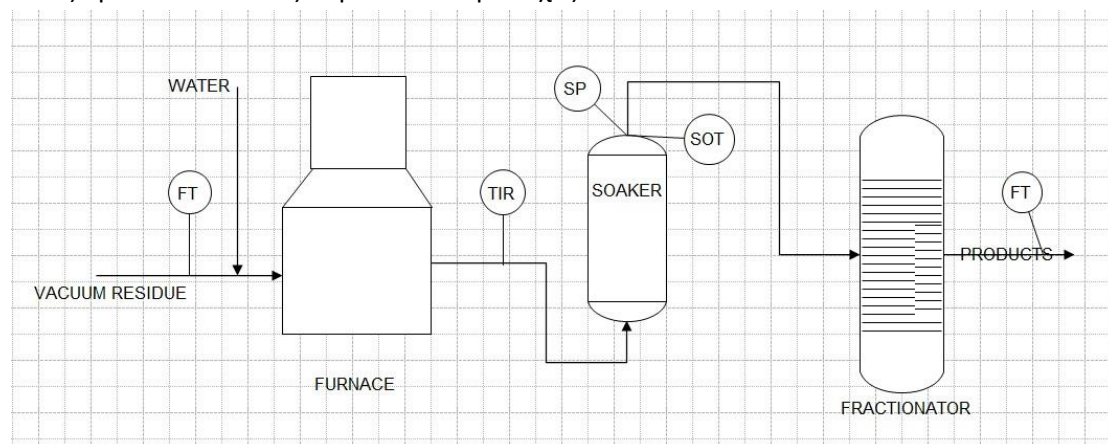 WATER
SP
SOT
FT
TIR
SOAKER
FT
PRODUCTS
VACUUM RESIDUE
FURNACE
FRACTIONATOR